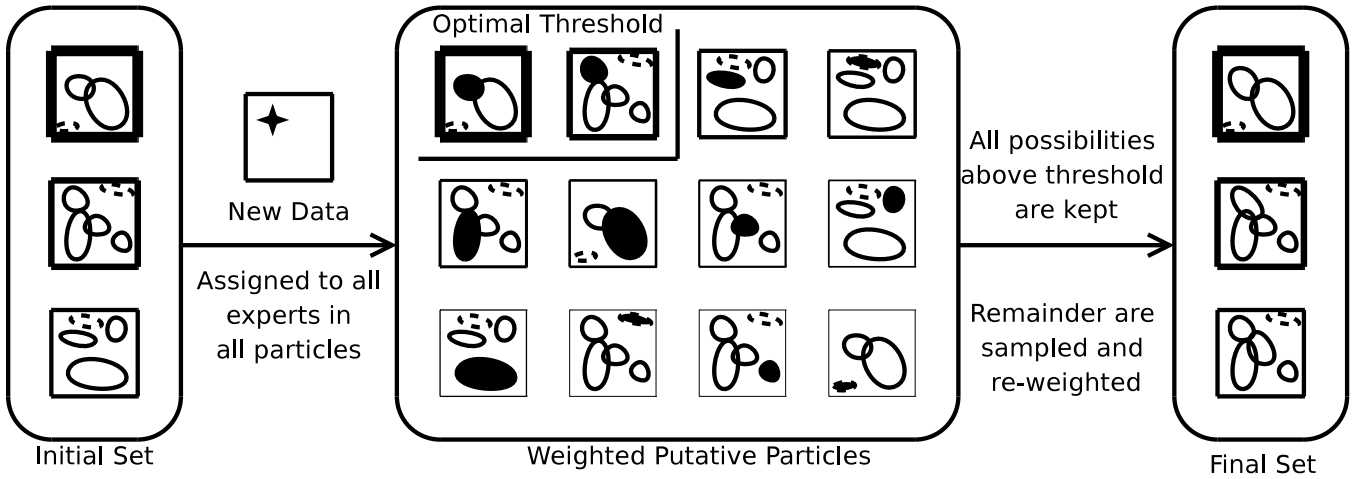 Initial Set
New Data
Assigned to all
experts in
all particles
Optimal Threshold
Weighted Putative Particles
All possibilities
above threshold
are kept
Remainder are
sampled and
re-weighted
Final Set